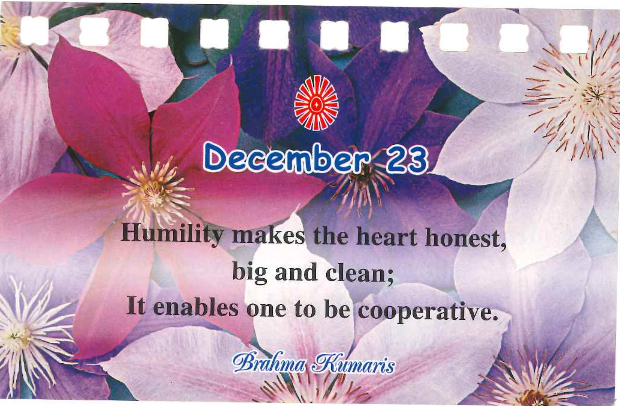 December 23
Humility makes the heart honest,
big and clean;
It enables one to be cooperative.
Brahma Kumaris